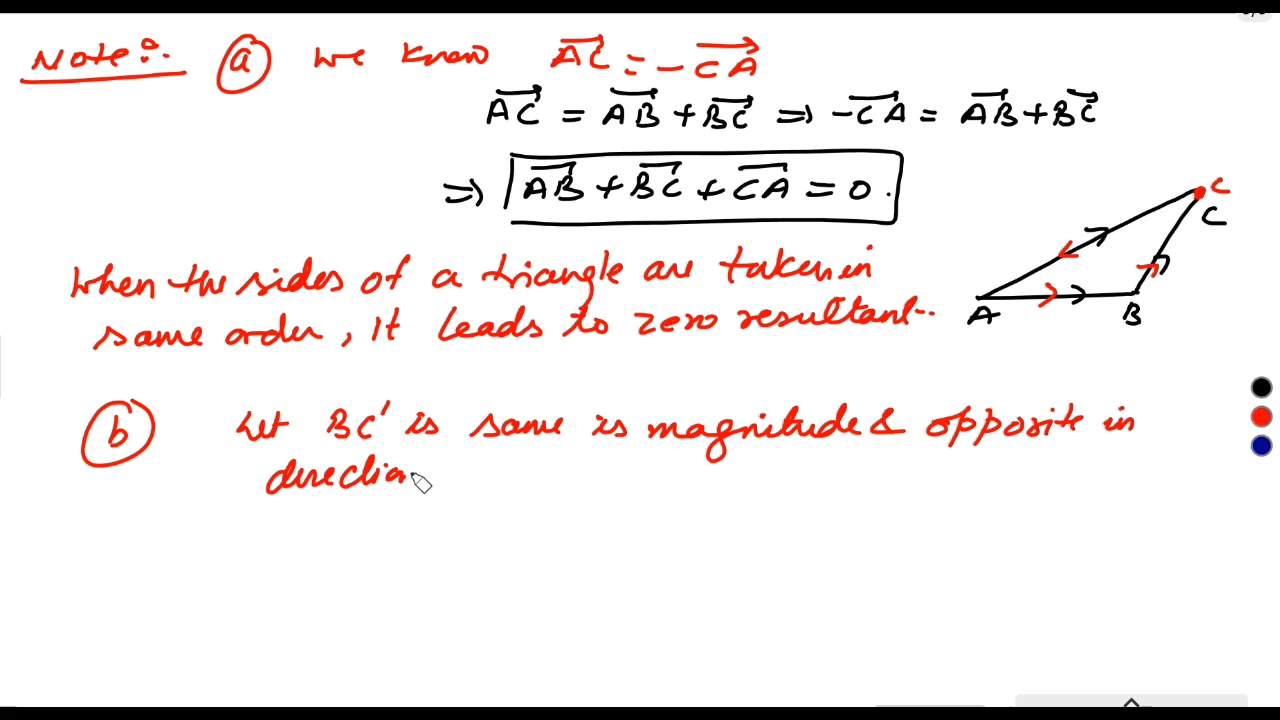 Note :. (a) We know AC = - CA
AC = AB + BC => - CA = AB + BC
=> AB + BC + CA = 0.
When the sides of a triangle are taken in
same order, it leads to zero resultant..
C
C
A
B
(b) Let BC' is same is magnitude & opposite in
direction